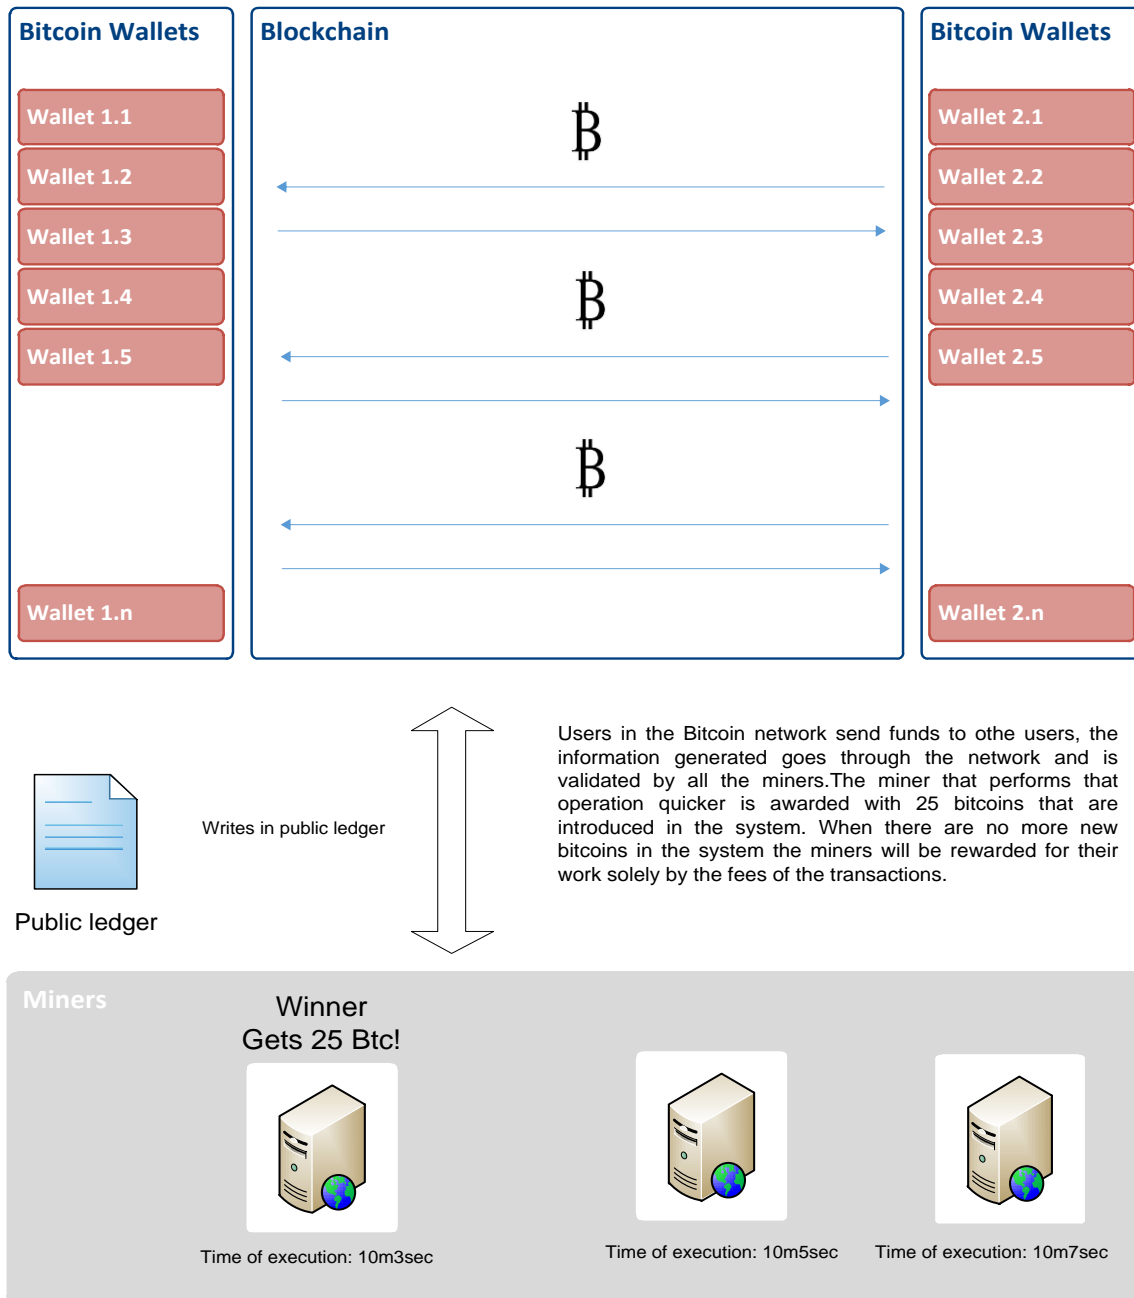 Bitcoin Wallets
Wallet 1.1
Wallet 1.2
Wallet 1.3
Wallet 1.4
Wallet 1.5
Wallet 1.n
Blockchain
Bitcoin Wallets
Wallet 2.1
Wallet 2.2
Wallet 2.3
Wallet 2.4
Wallet 2.5
Wallet 2.n
Public ledger
Writes in public ledger
Users in the Bitcoin network send funds to othe users, the
information generated goes through the network and is
validated by all the miners.The miner that performs that
operation quicker is awarded with 25 bitcoins that are
introduced in the system. When there are no more new
bitcoins in the system the miners will be rewarded for their
work solely by the fees of the transactions.
Miners
Winner
Gets 25 Btc!
Time of execution: 10m3sec
Time of execution: 10m5sec
Time of execution: 10m7sec